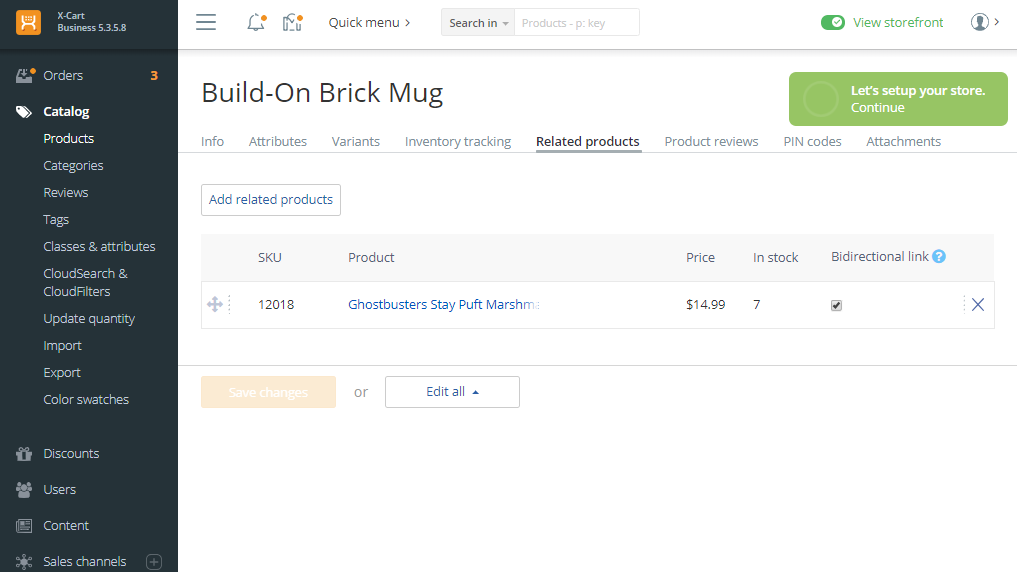 X-Cart
Business 5.3.5.8
Quick menu
Search in
Products - p: key
View storefront
Orders
3
Catalog
Products
Categories
Reviews
Tags
Classes & attributes
CloudSearch &
CloudFilters
Update quantity
Import
Export
Color swatches
Discounts
Users
Content
Sales channels
Build-On Brick Mug
Let's setup your store.
Continue
Info
Attributes
Variants
Inventory tracking
Related products
Product reviews
PIN codes
Attachments
Add related products
SKU
Product
Price
In stock
Bidirectional link
?
12018
Ghostbusters Stay Puft Marshma
$14.99
7
Save changes
or
Edit all